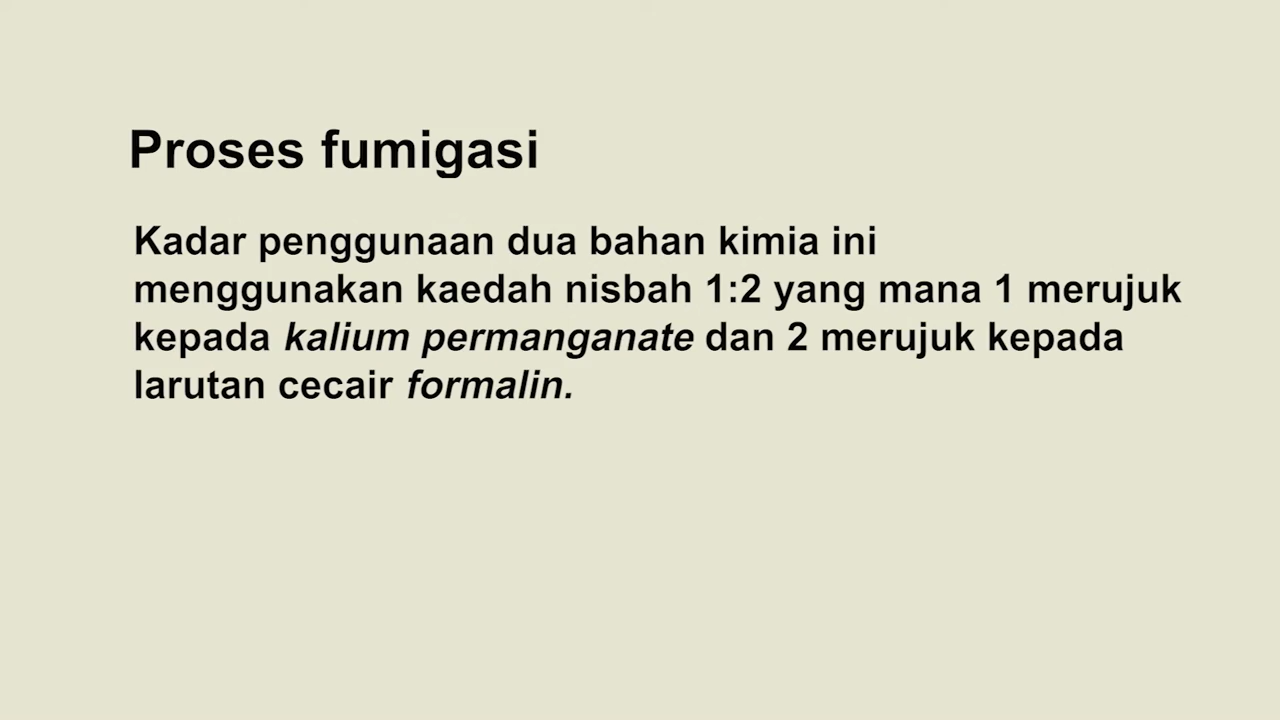 Proses fumigasi
Kadar penggunaan dua bahan kimia ini
menggunakan kaedah nisbah 1:2 yang mana 1 merujuk
kepada kalium permanganate dan 2 merujuk kepada
larutan cecair formalin.